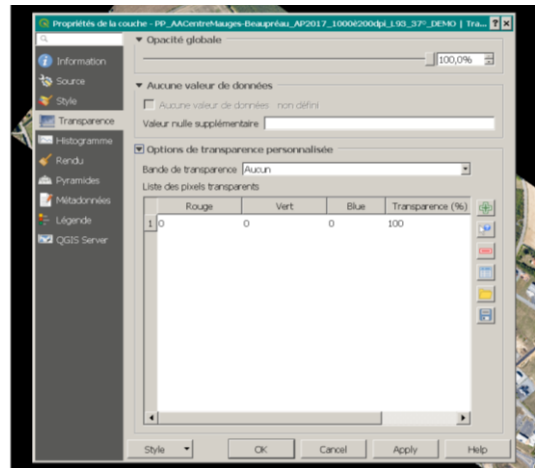 Propriétés de la couche - PP_AACentreMauges-Beaupréau_AP2017_1000è200dpi_L93_37°_DEMO | Tra...
Opacité globale
100,0%
Information
Source
Style
Transparence
Histogramme
Rendu
Pyramides
Métadonnées
Légende
QGIS Server
Aucune valeur de données
Aucune valeur de données : non défini
Valeur nulle supplémentaire
Options de transparence personnalisée
Bande de transparence Aucun
Liste des pixels transparents
Rouge Vert Blue Transparence (%)
1 0 0 0 100
Style OK Cancel Apply Help